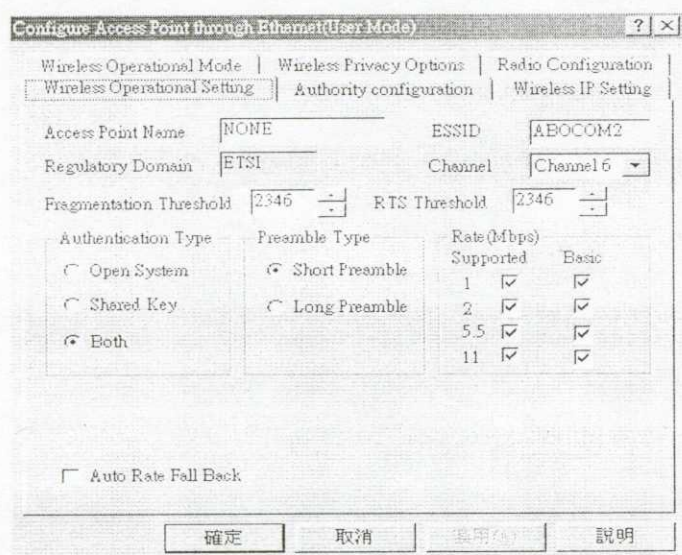 Configure Access Point through Ethernet(User Mode)
Wireless Operational Mode Wireless Privacy Options Radio Configuration
Wireless Operational Setting Authority configuration Wireless IP Setting
Access Point Name NONE ESSID ABOCOM2
Regulatory Domain ETSI Channel Channel 6
Fragmentation Threshold 2346 RTS Threshold 2346
Authentication Type Preamble Type Rate(Mbps)
Supported Basic
Open System Short Preamble
1
Shared Key Long Preamble
2
5.5
Both
11
Auto Rate Fall Back
確定 取消 說明